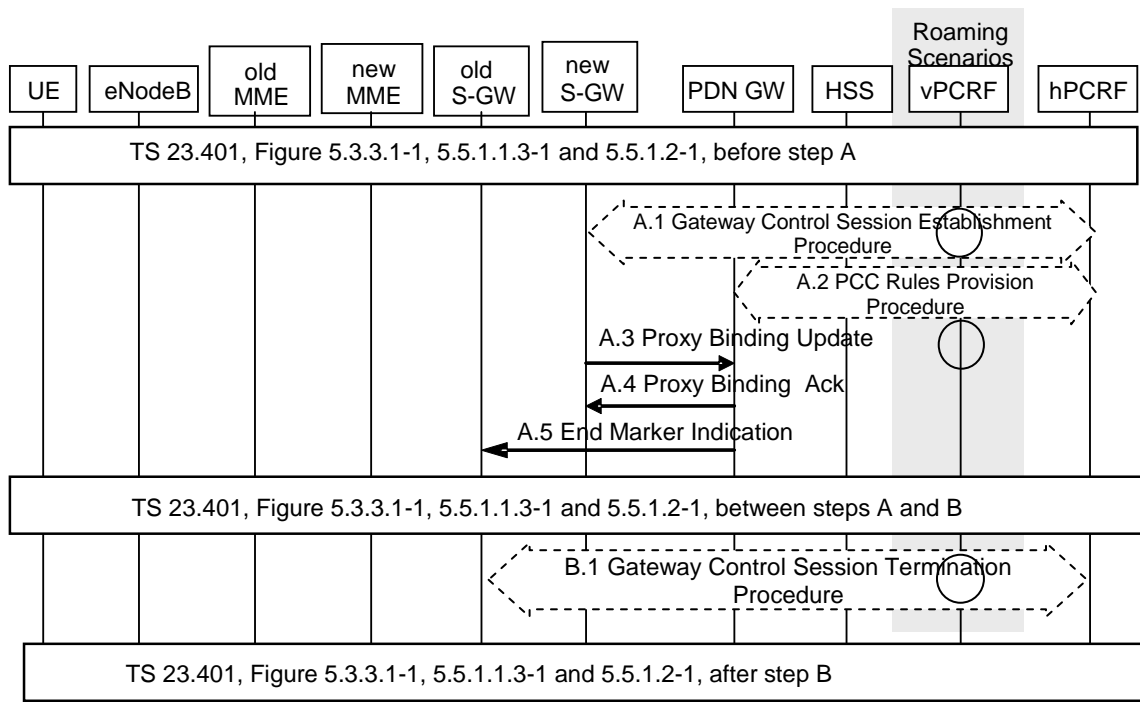 Roaming
Scenarios
UE
eNodeB
old
MME
new
MME
old
S-GW
new
S-GW
PDN GW
HSS
vPCRF
hPCRF
TS 23.401, Figure 5.3.3.1-1, 5.5.1.1.3-1 and 5.5.1.2-1, before step A
A.1 Gateway Control Session Establishment
Procedure
A.2 PCC Rules Provision
Procedure
A.3 Proxy Binding Update
A.4 Proxy Binding Ack
A.5 End Marker Indication
TS 23.401, Figure 5.3.3.1-1, 5.5.1.1.3-1 and 5.5.1.2-1, between steps A and B
B.1 Gateway Control Session Termination
Procedure
TS 23.401, Figure 5.3.3.1-1, 5.5.1.1.3-1 and 5.5.1.2-1, after step B